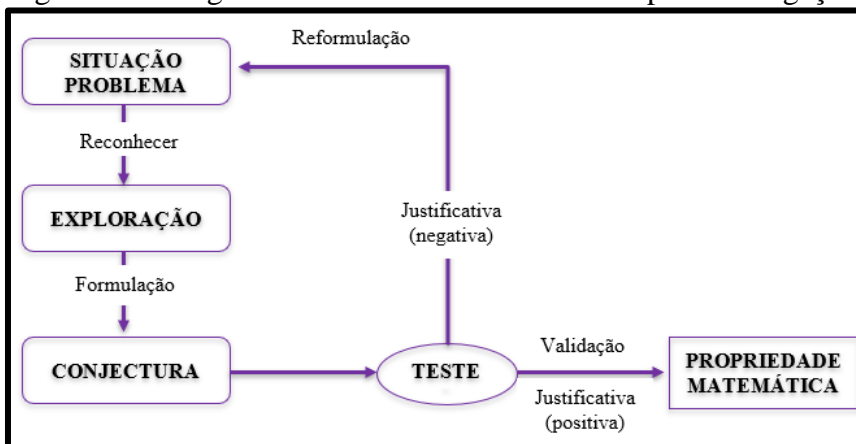 Reformulação
SITUAÇÃO
PROBLEMA
Reconhecer
EXPLORAÇÃO
Justificativa
(negativa)
Formulação
CONJECTURA
TESTE
Validação
Justificativa
(positiva)
PROPRIEDADE
MATEMÁTICA